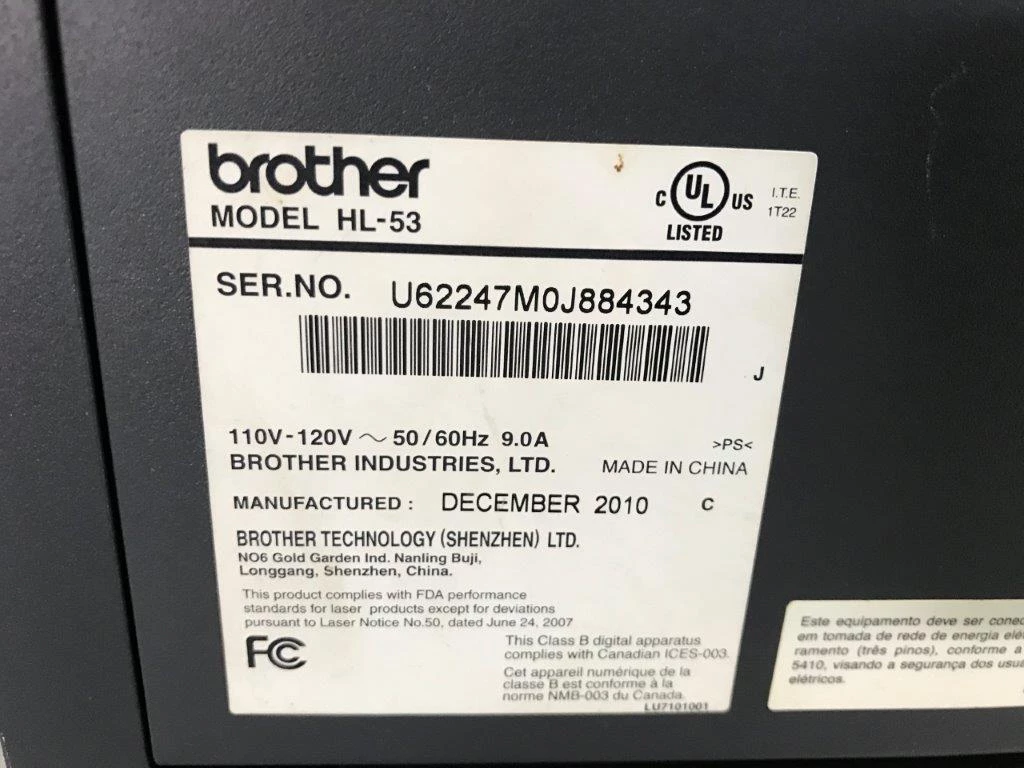 brother
MODEL HL-53
C UL US
LISTED
I.T.E.
1T22
SER.NO. U62247M0J884343
J
110V-120V ~ 50/60Hz 9.0A
>PS<
BROTHER INDUSTRIES, LTD. MADE IN CHINA
MANUFACTURED : DECEMBER 2010 C
BROTHER TECHNOLOGY (SHENZHEN) LTD.
NO6 Gold Garden Ind. Nanling Buji,
Longgang, Shenzhen, China.
This product complies with FDA performance
standards for laser products except for deviations
pursuant to Laser Notice No.50, dated June 24, 2007
FC
This Class B digital apparatus
complies with Canadian ICES-003.
Cet appareil numérique de la
classe B est conforme à la
norme NMB-003 du Canada.
LU7101001
Este equipamento deve ser conec
em tomada de rede de energia elé
ramento (três pinos), conforme a
5410, visando a segurança dos usuá
elétricos.